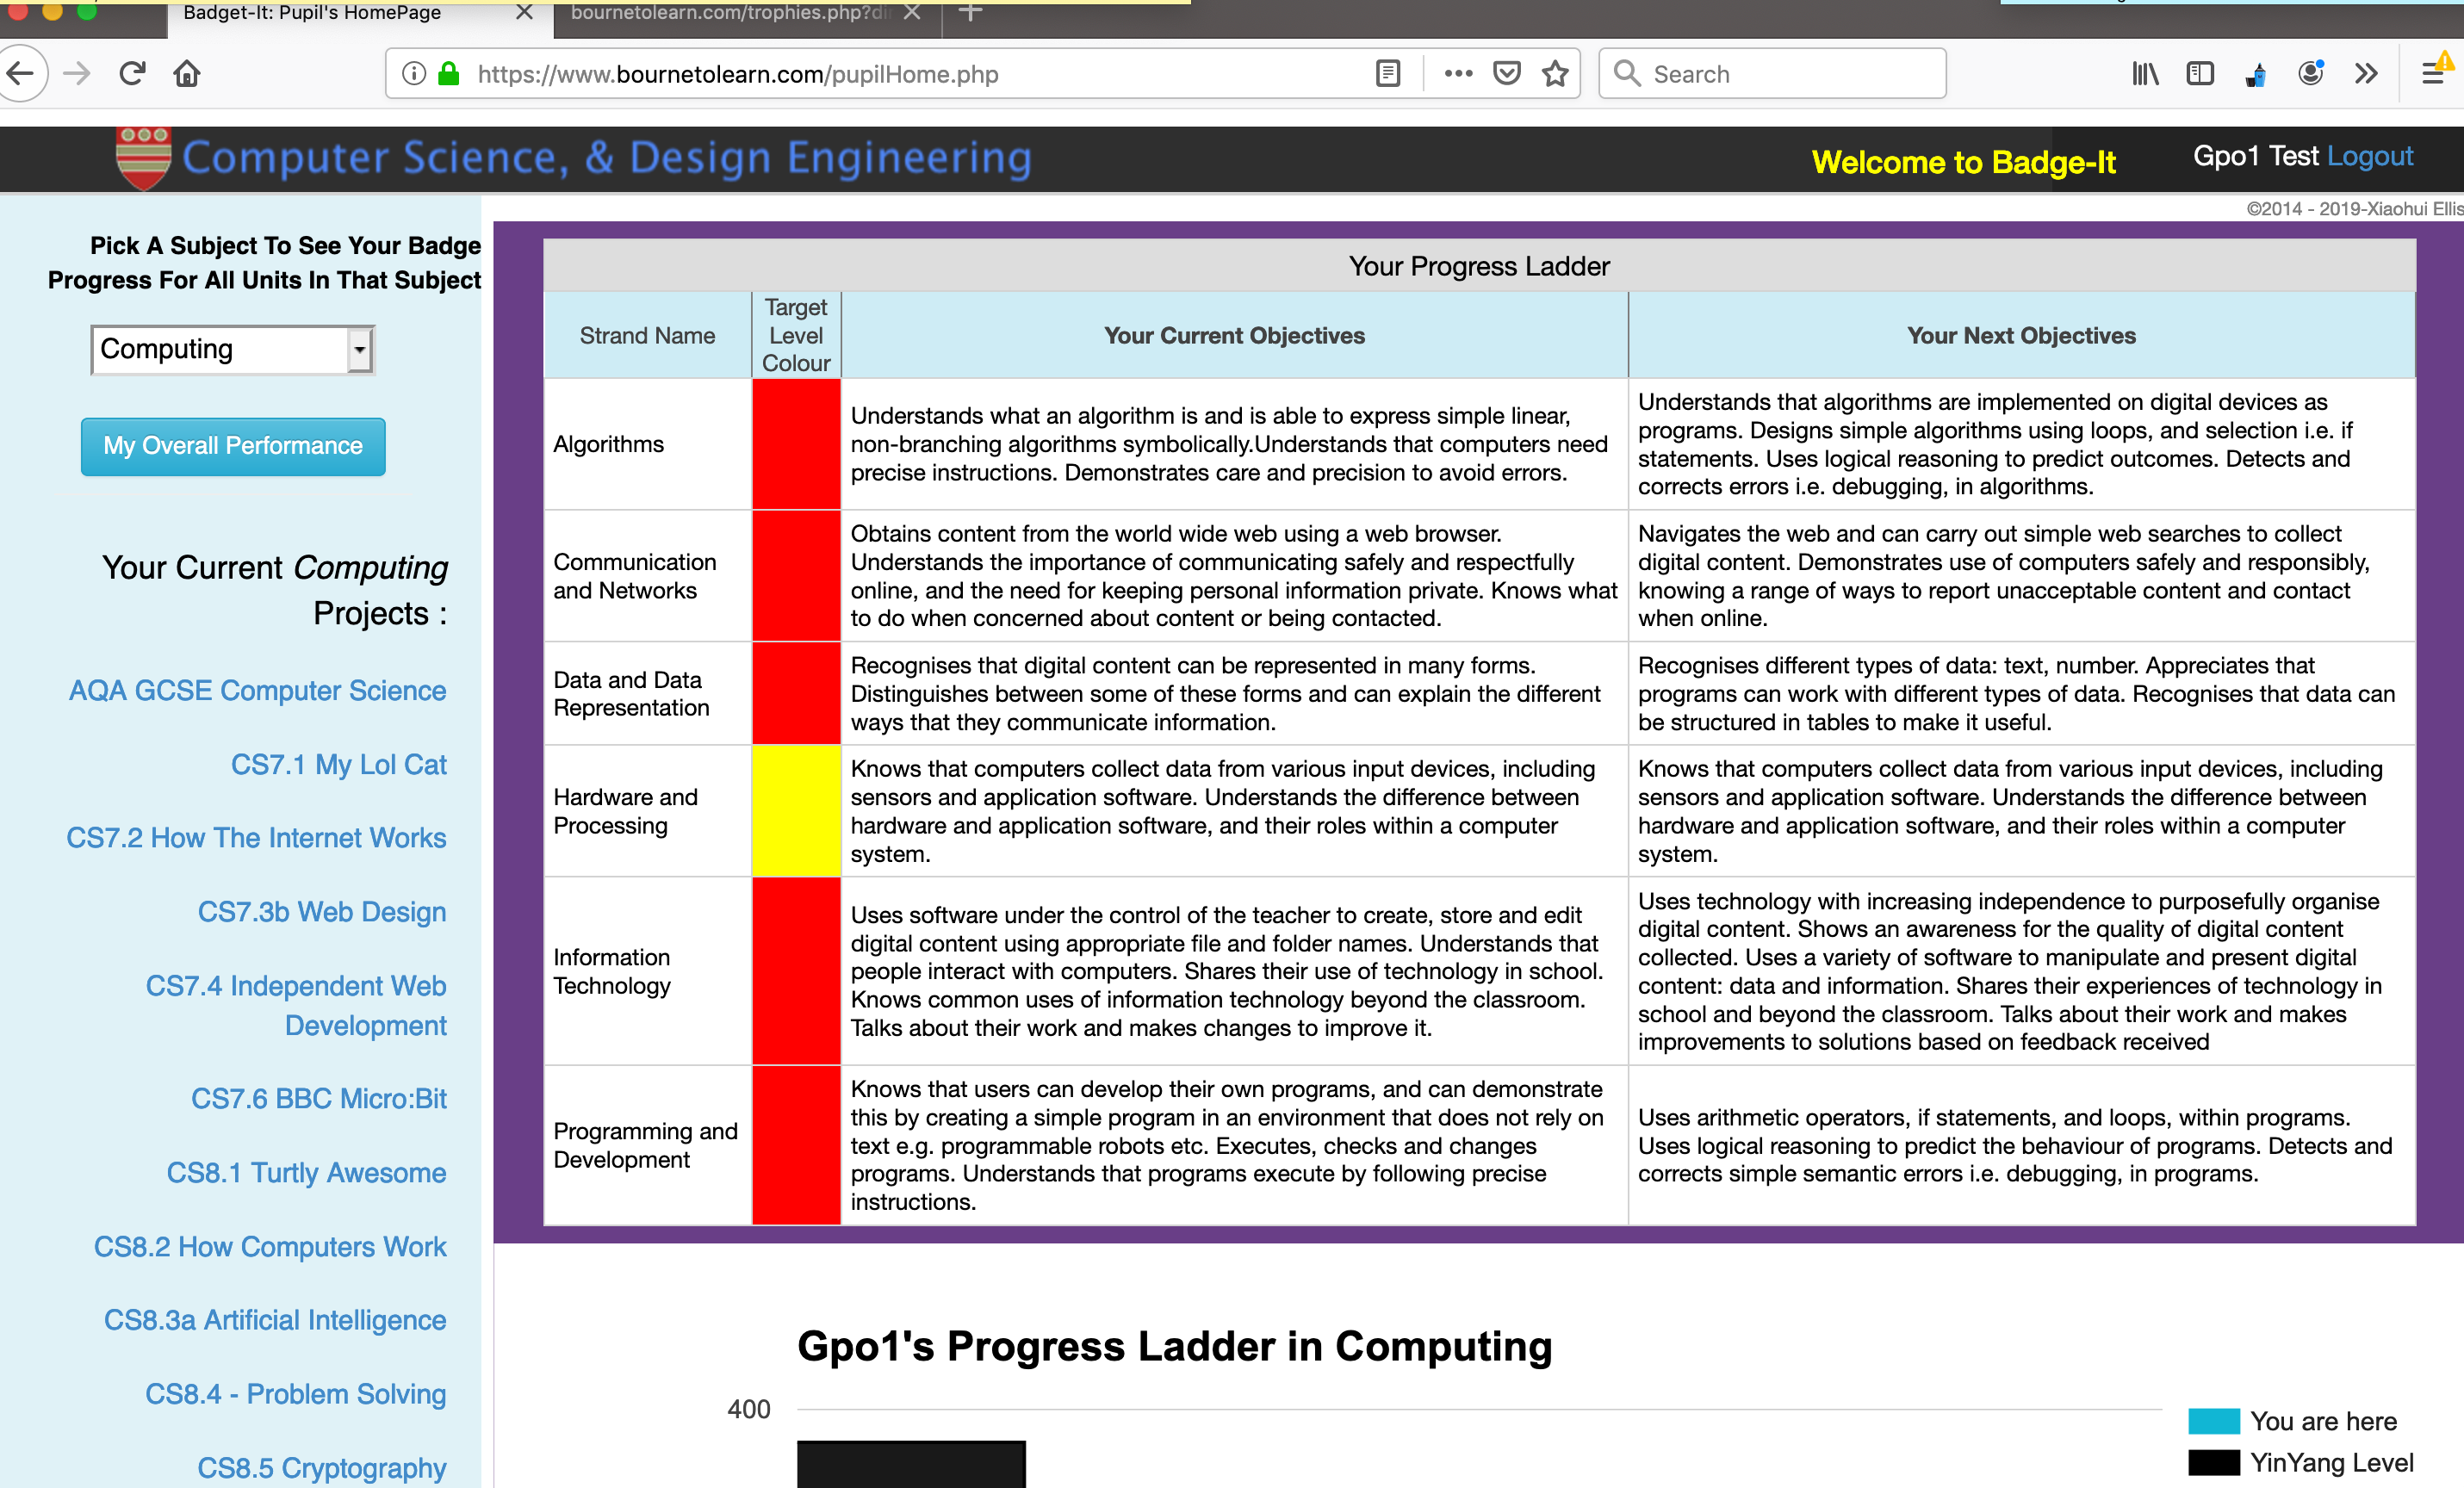 Badget-It: Pupil's HomePage
bournetolearn.com/trophies.php?di
https://www.bournetolearn.com/pupilHome.php
Search
Computer Science, & Design Engineering
Welcome to Badge-It
Gpo1 Test Logout
©2014 - 2019-Xiaohui Ellis
Pick A Subject To See Your Badge
Progress For All Units In That Subject
Computing
My Overall Performance
Your Current Computing
Projects :
AQA GCSE Computer Science
CS7.1 My Lol Cat
CS7.2 How The Internet Works
CS7.3b Web Design
CS7.4 Independent Web
Development
CS7.6 BBC Micro:Bit
CS8.1 Turtly Awesome
CS8.2 How Computers Work
CS8.3a Artificial Intelligence
CS8.4 - Problem Solving
CS8.5 Cryptography
Your Progress Ladder
Strand Name
Target
Level
Colour
Your Current Objectives
Your Next Objectives
Algorithms
Understands what an algorithm is and is able to express simple linear,
non-branching algorithms symbolically.Understands that computers need
precise instructions. Demonstrates care and precision to avoid errors.
Understands that algorithms are implemented on digital devices as
programs. Designs simple algorithms using loops, and selection i.e. if
statements. Uses logical reasoning to predict outcomes. Detects and
corrects errors i.e. debugging, in algorithms.
Communication
and Networks
Obtains content from the world wide web using a web browser.
Understands the importance of communicating safely and respectfully
online, and the need for keeping personal information private. Knows what
to do when concerned about content or being contacted.
Navigates the web and can carry out simple web searches to collect
digital content. Demonstrates use of computers safely and responsibly,
knowing a range of ways to report unacceptable content and contact
when online.
Data and Data
Representation
Recognises that digital content can be represented in many forms.
Distinguishes between some of these forms and can explain the different
ways that they communicate information.
Recognises different types of data: text, number. Appreciates that
programs can work with different types of data. Recognises that data can
be structured in tables to make it useful.
Hardware and
Processing
Knows that computers collect data from various input devices, including
sensors and application software. Understands the difference between
hardware and application software, and their roles within a computer
system.
Knows that computers collect data from various input devices, including
sensors and application software. Understands the difference between
hardware and application software, and their roles within a computer
system.
Information
Technology
Uses software under the control of the teacher to create, store and edit
digital content using appropriate file and folder names. Understands that
people interact with computers. Shares their use of technology in school.
Knows common uses of information technology beyond the classroom.
Talks about their work and makes changes to improve it.
Uses technology with increasing independence to purposefully organise
digital content. Shows an awareness for the quality of digital content
collected. Uses a variety of software to manipulate and present digital
content: data and information. Shares their experiences of technology in
school and beyond the classroom. Talks about their work and makes
improvements to solutions based on feedback received
Programming and
Development
Knows that users can develop their own programs, and can demonstrate
this by creating a simple program in an environment that does not rely on
text e.g. programmable robots etc. Executes, checks and changes
programs. Understands that programs execute by following precise
instructions.
Uses arithmetic operators, if statements, and loops, within programs.
Uses logical reasoning to predict the behaviour of programs. Detects and
corrects simple semantic errors i.e. debugging, in programs.
Gpo1's Progress Ladder in Computing
400
You are here
YinYang Level